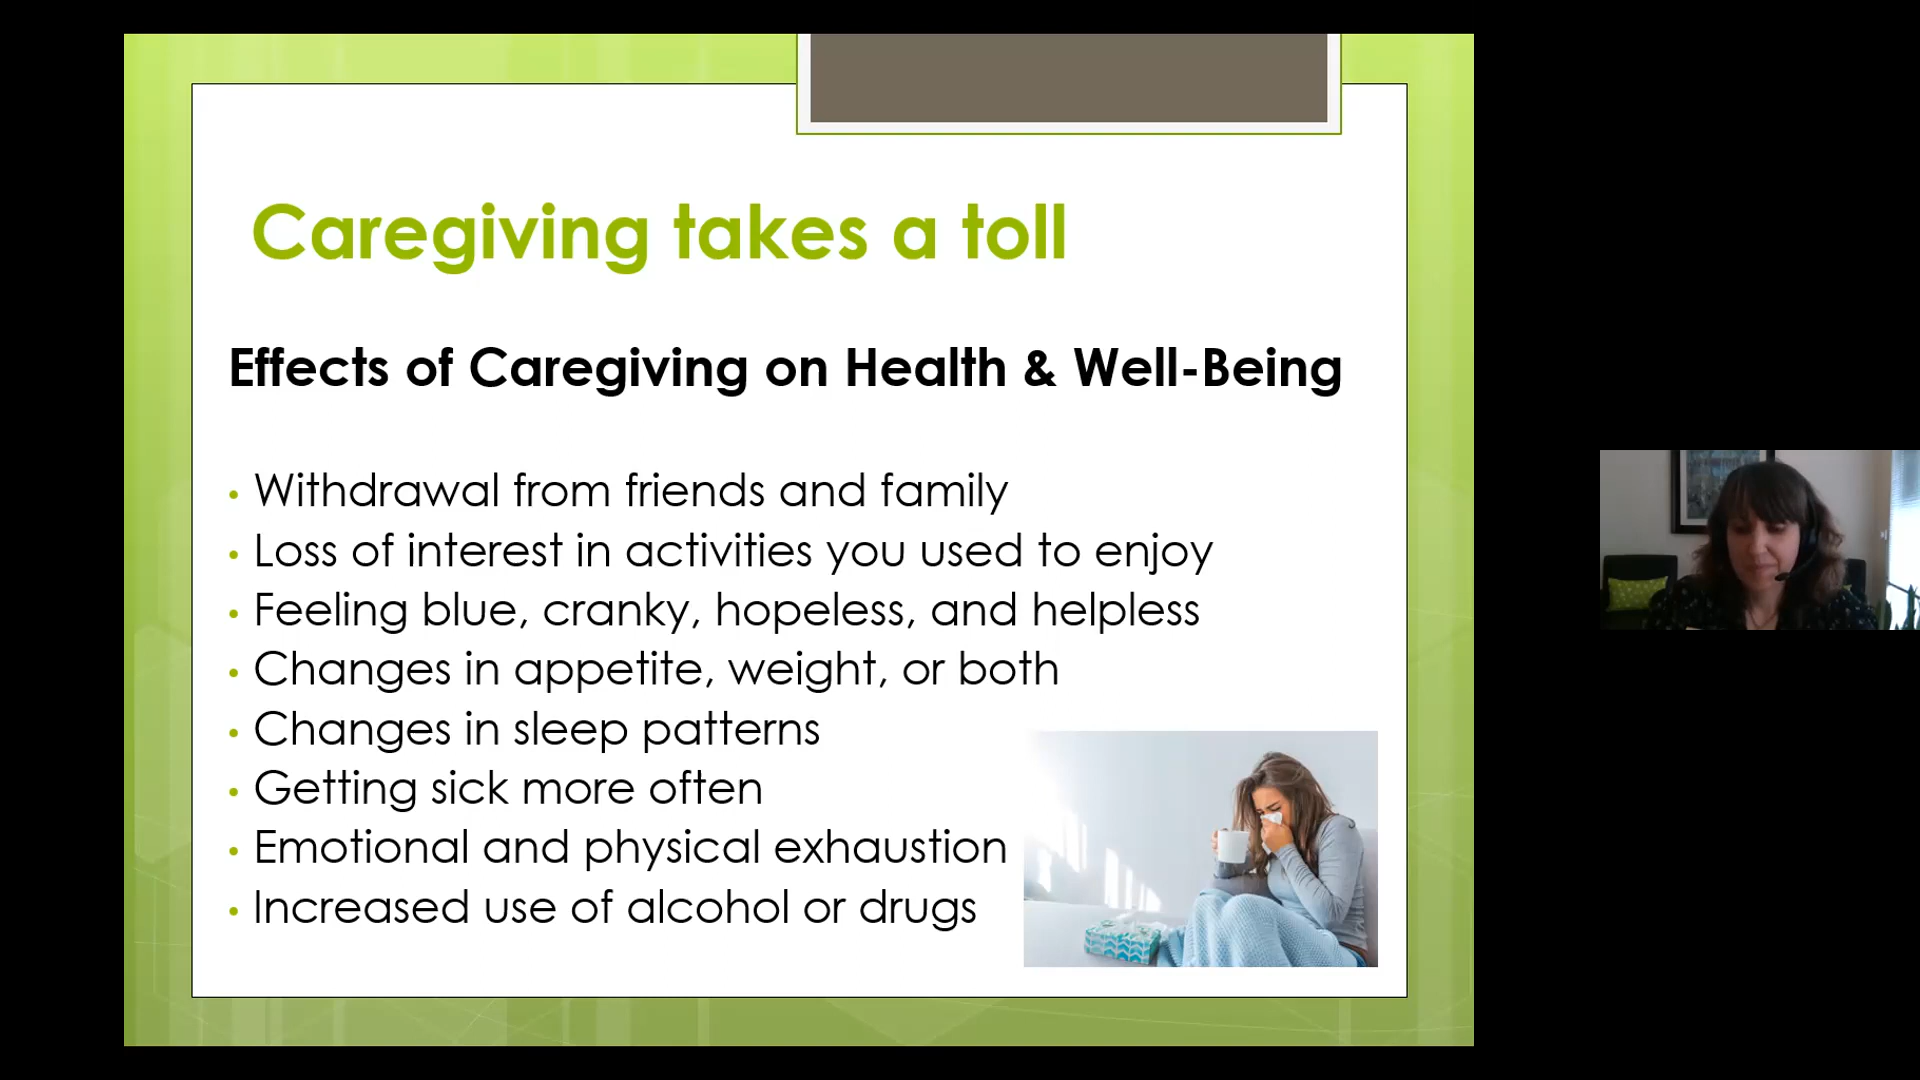 Caregiving takes a toll
Effects of Caregiving on Health & Well-Being
• Withdrawal from friends and family
• Loss of interest in activities you used to enjoy
• Feeling blue, cranky, hopeless, and helpless
• Changes in appetite, weight, or both
• Changes in sleep patterns
• Getting sick more often
• Emotional and physical exhaustion
• Increased use of alcohol or drugs